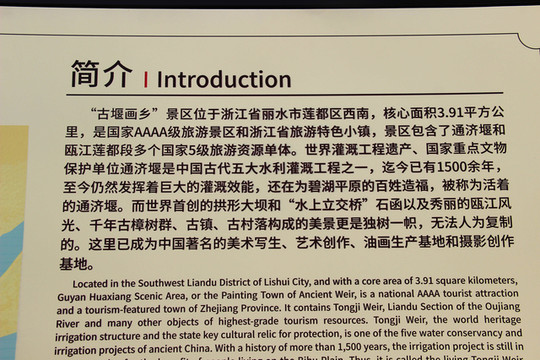 简介 | Introduction
“古堰画乡”景区位于浙江省丽水市莲都区西南，核心面积3.91平方公
里，是国家AAAA级旅游景区和浙江省旅游特色小镇，景区包含了通济堰和
瓯江莲都段多个国家5级旅游资源单体。世界灌溉工程遗产、国家重点文物
保护单位通济堰是中国古代五大水利灌溉工程之一，迄今已有1500余年，
至今仍然发挥着巨大的灌溉效能，还在为碧湖平原的百姓造福，被称为活着
的通济堰。而世界首创的拱形大坝和“水上立交桥”石函以及秀丽的瓯江风
光、千年古樟树群、古镇、古村落构成的美景更是独树一帜，无法人为复制
的。这里已成为中国著名的美术写生、艺术创作、油画生产基地和摄影创作
基地。
Located in the Southwest Liandu District of Lishui City, and with a core area of 3.91 square kilometers,
Guyan Huaxiang Scenic Area, or the Painting Town of Ancient Weir, is a national AAAA tourist attraction
and a tourism-featured town of Zhejiang Province. It contains Tongji Weir, Liandu Section of the Oujiang
River and many other objects of highest-grade tourism resources. Tongji Weir, the world heritage
irrigation structure and the state key cultural relic for protection, is one of the five water conservancy and
irrigation projects of ancient China. With a history of more than 1,500 years, the irrigation project is still in